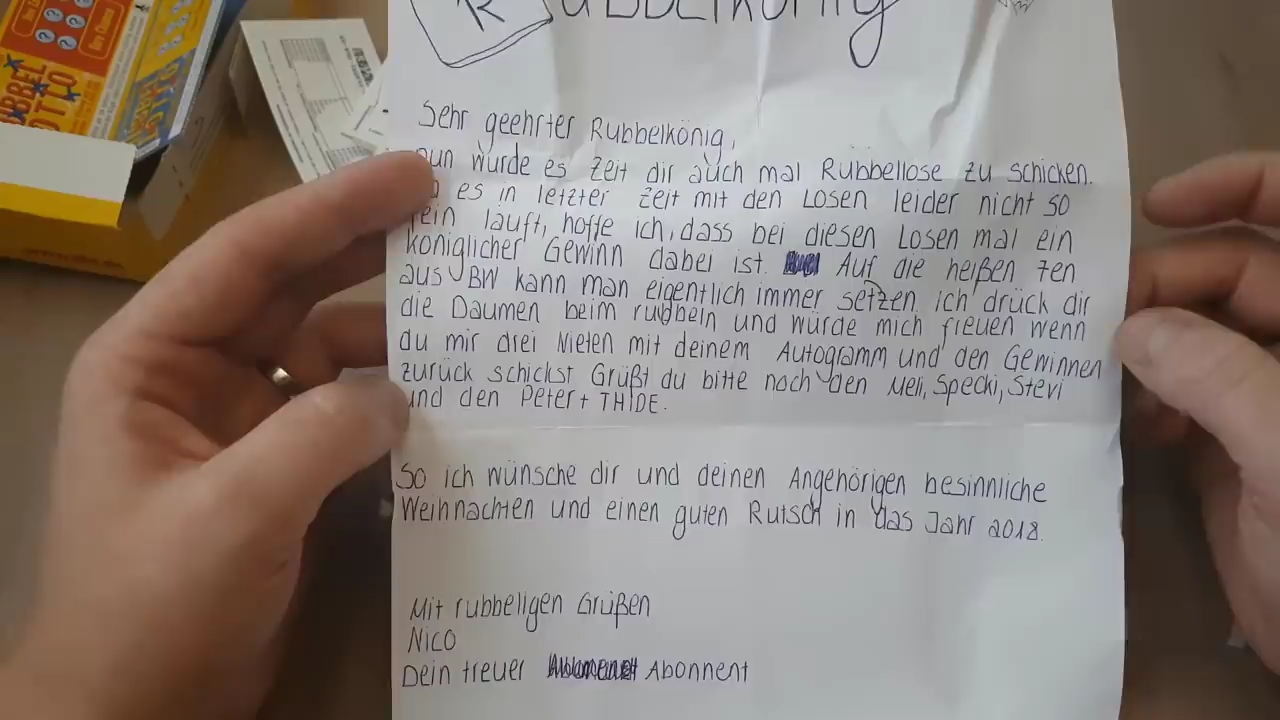 Rubbelkönig
Sehr geehrter Rubbelkönig,
nun wurde es zeit dir auch mal Rubbellose zu schicken.
es in letzter Zeit mit den Losen leider nicht so
lauft, hoffe ich, dass bei diesen Losen mal ein
königlicher Gewinn dabei ist. Auf die heißen 7en
aus BW kann man eigentlich immer setzen. ich drück dir
die Daumen beim rubbeln und würde mich freuen wenn
du mir drei Nieten mit deinem Autogramm und den Gewinnen
zurück schickst Grüßt du bitte noch den Meli, Specki, Stevi
und den Peter + THIDE.
So ich wünsche dir und deinen Angehörigen besinnliche
Weihnachten und einen guten Rutsch in das Jahr 2018.
Mit rubbeligen Grüßen
Nico
Dein treuer Abonnent